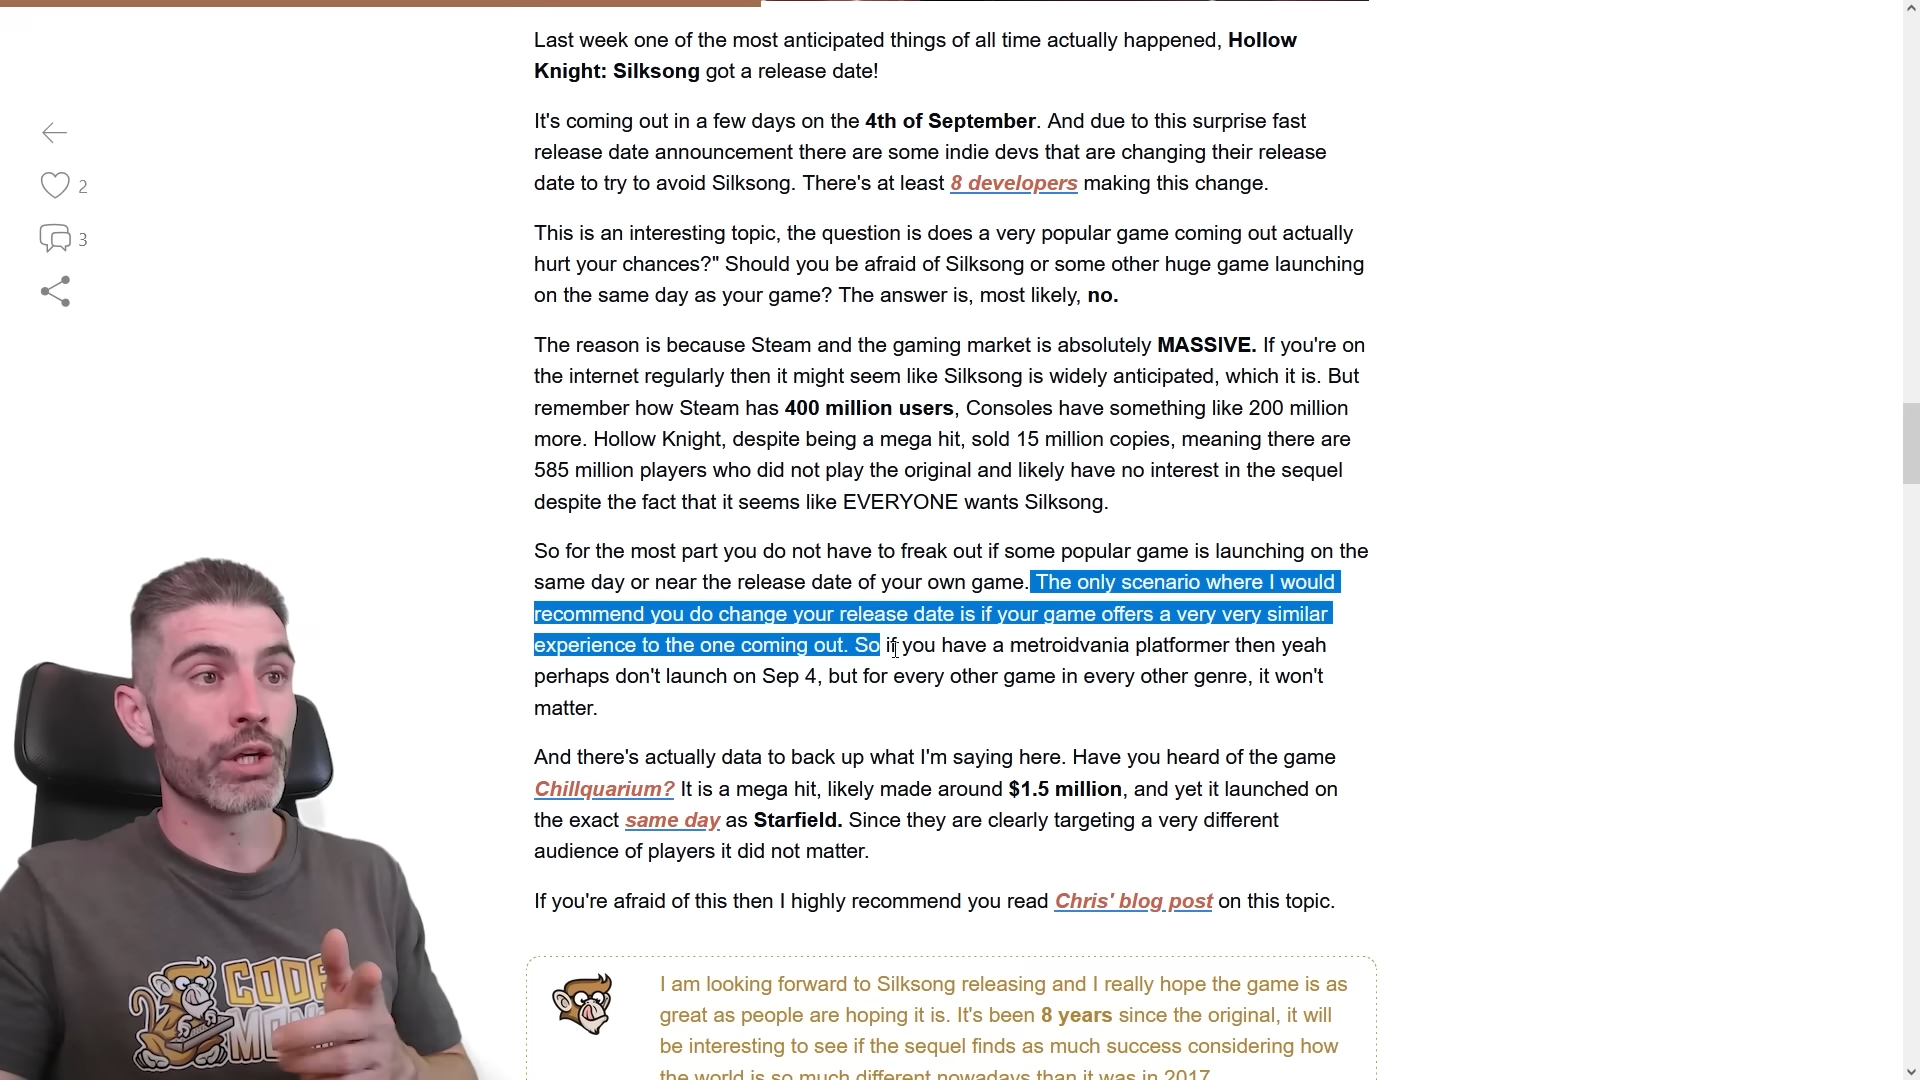 Last week one of the most anticipated things of all time actually happened, Hollow
Knight: Silksong got a release date!
It's coming out in a few days on the 4th of September. And due to this surprise fast
release date announcement there are some indie devs that are changing their release
date to try to avoid Silksong. There's at least 8 developers making this change.
2
3
This is an interesting topic, the question is does a very popular game coming out actually
hurt your chances?" Should you be afraid of Silksong or some other huge game launching
on the same day as your game? The answer is, most likely, no.
The reason is because Steam and the gaming market is absolutely MASSIVE. If you're on
the internet regularly then it might seem like Silksong is widely anticipated, which it is. But
remember how Steam has 400 million users, Consoles have something like 200 million
more. Hollow Knight, despite being a mega hit, sold 15 million copies, meaning there are
585 million players who did not play the original and likely have no interest in the sequel
despite the fact that it seems like EVERYONE wants Silksong.
So for the most part you do not have to freak out if some popular game is launching on the
same day or near the release date of your own game. The only scenario where I would
recommend you do change your release date is if your game offers a very very similar
experience to the one coming out. So if you have a metroidvania platformer then yeah
perhaps don't launch on Sep 4, but for every other game in every other genre, it won't
matter.
And there's actually data to back up what I'm saying here. Have you heard of the game
Chillquarium? It is a mega hit, likely made around $1.5 million, and yet it launched on
the exact same day as Starfield. Since they are clearly targeting a very different
audience of players it did not matter.
If you're afraid of this then I highly recommend you read Chris' blog post on this topic.
I am looking forward to Silksong releasing and I really hope the game is as
great as people are hoping it is. It's been 8 years since the original, it will
be interesting to see if the sequel finds as much success considering how
the world is so much different nowadays than it was in 2017.
CODE